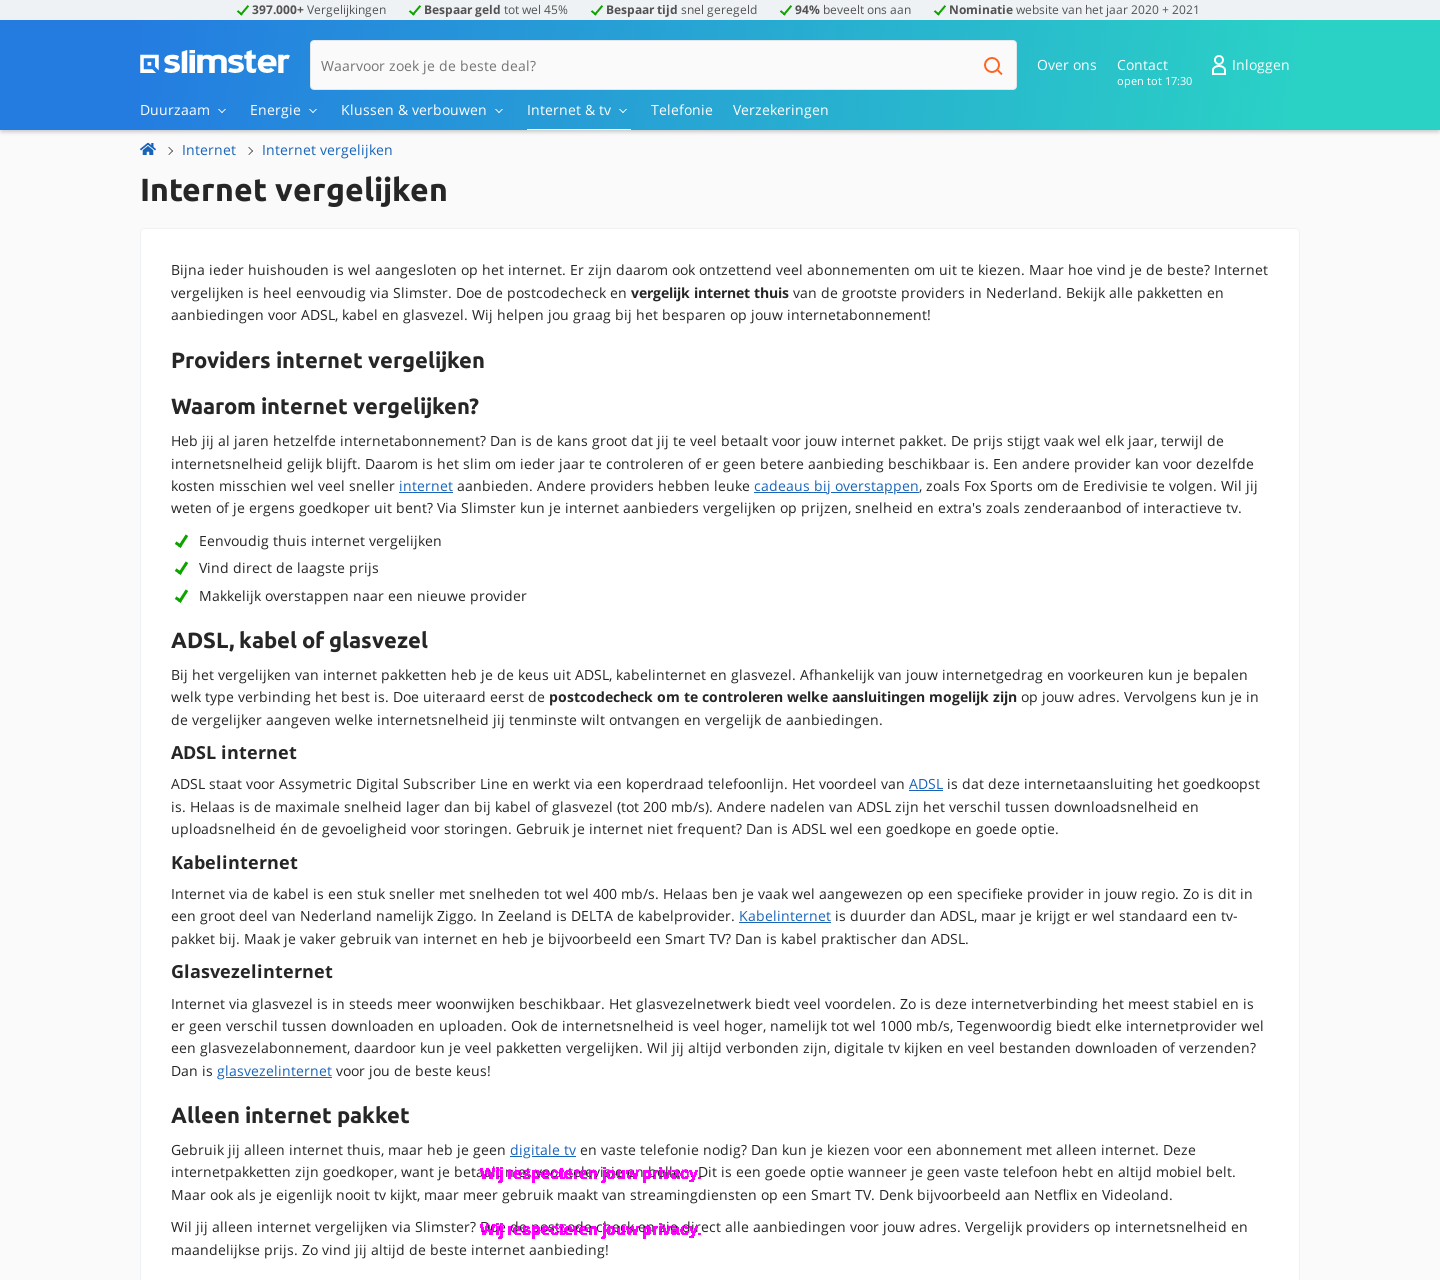 397.000+ Vergelijkingen Bespaar geld tot wel 45% Bespaar tijd snel geregeld 94% beveelt ons aan Nominatie website van het jaar 2020 + 2021
slimster
Waarvoor zoek je de beste deal?
Over ons
Contact
open tot 17:30
Inloggen
Duurzaam Energie Klussen & verbouwen Internet & tv Telefonie Verzekeringen
Internet Internet vergelijken
Internet vergelijken
Bijna ieder huishouden is wel aangesloten op het internet. Er zijn daarom ook ontzettend veel abonnementen om uit te kiezen. Maar hoe vind je de beste? Internet
vergelijken is heel eenvoudig via Slimster. Doe de postcodecheck en vergelijk internet thuis van de grootste providers in Nederland. Bekijk alle pakketten en
aanbiedingen voor ADSL, kabel en glasvezel. Wij helpen jou graag bij het besparen op jouw internetabonnement!
Providers internet vergelijken
Waarom internet vergelijken?
Heb jij al jaren hetzelfde internetabonnement? Dan is de kans groot dat jij te veel betaalt voor jouw internet pakket. De prijs stijgt vaak wel elk jaar, terwijl de
internetsnelheid gelijk blijft. Daarom is het slim om ieder jaar te controleren of er geen betere aanbieding beschikbaar is. Een andere provider kan voor dezelfde
kosten misschien wel veel sneller internet aanbieden. Andere providers hebben leuke cadeaus bij overstappen, zoals Fox Sports om de Eredivisie te volgen. Wil jij
weten of je ergens goedkoper uit bent? Via Slimster kun je internet aanbieders vergelijken op prijzen, snelheid en extra's zoals zenderaanbod of interactieve tv.
Eenvoudig thuis internet vergelijken
Vind direct de laagste prijs
Makkelijk overstappen naar een nieuwe provider
ADSL, kabel of glasvezel
Bij het vergelijken van internet pakketten heb je de keus uit ADSL, kabelinternet en glasvezel. Afhankelijk van jouw internetgedrag en voorkeuren kun je bepalen
welk type verbinding het best is. Doe uiteraard eerst de postcodecheck om te controleren welke aansluitingen mogelijk zijn op jouw adres. Vervolgens kun je in
de vergelijker aangeven welke internetsnelheid jij tenminste wilt ontvangen en vergelijk de aanbiedingen.
ADSL internet
ADSL staat voor Assymetric Digital Subscriber Line en werkt via een koperdraad telefoonlijn. Het voordeel van ADSL is dat deze internetaansluiting het goedkoopst
is. Helaas is de maximale snelheid lager dan bij kabel of glasvezel (tot 200 mb/s). Andere nadelen van ADSL zijn het verschil tussen downloadsnelheid en
uploadsnelheid én de gevoeligheid voor storingen. Gebruik je internet niet frequent? Dan is ADSL wel een goedkope en goede optie.
Kabelinternet
Internet via de kabel is een stuk sneller met snelheden tot wel 400 mb/s. Helaas ben je vaak wel aangewezen op een specifieke provider in jouw regio. Zo is dit in
een groot deel van Nederland namelijk Ziggo. In Zeeland is DELTA de kabelprovider. Kabelinternet is duurder dan ADSL, maar je krijgt er wel standaard een tv-
pakket bij. Maak je vaker gebruik van internet en heb je bijvoorbeeld een Smart TV? Dan is kabel praktischer dan ADSL.
Glasvezelinternet
Internet via glasvezel is in steeds meer woonwijken beschikbaar. Het glasvezelnetwerk biedt veel voordelen. Zo is deze internetverbinding het meest stabiel en is
er geen verschil tussen downloaden en uploaden. Ook de internetsnelheid is veel hoger, namelijk tot wel 1000 mb/s, Tegenwoordig biedt elke internetprovider wel
een glasvezelabonnement, daardoor kun je veel pakketten vergelijken. Wil jij altijd verbonden zijn, digitale tv kijken en veel bestanden downloaden of verzenden?
Dan is glasvezelinternet voor jou de beste keus!
Alleen internet pakket
Gebruik jij alleen internet thuis, maar heb je geen digitale tv en vaste telefonie nodig? Dan kun je kiezen voor een abonnement met alleen internet. Deze
internetpakketten zijn goedkoper, want je Dit is een goede optie wanneer je geen vaste telefoon hebt en altijd mobiel belt.
Wij respecteren jouw privacy.
Maar ook als je eigenlijk nooit tv kijkt, maar meer gebruik maakt van streamingdiensten op een Smart TV. Denk bijvoorbeeld aan Netflix en Videoland.
Wil jij alleen internet vergelijken via Slimster? direct alle aanbiedingen voor jouw adres. Vergelijk providers op internetsnelheid en
Wij respecteren jouw privacy.
maandelijkse prijs. Zo vind jij altijd de beste internet aanbieding!